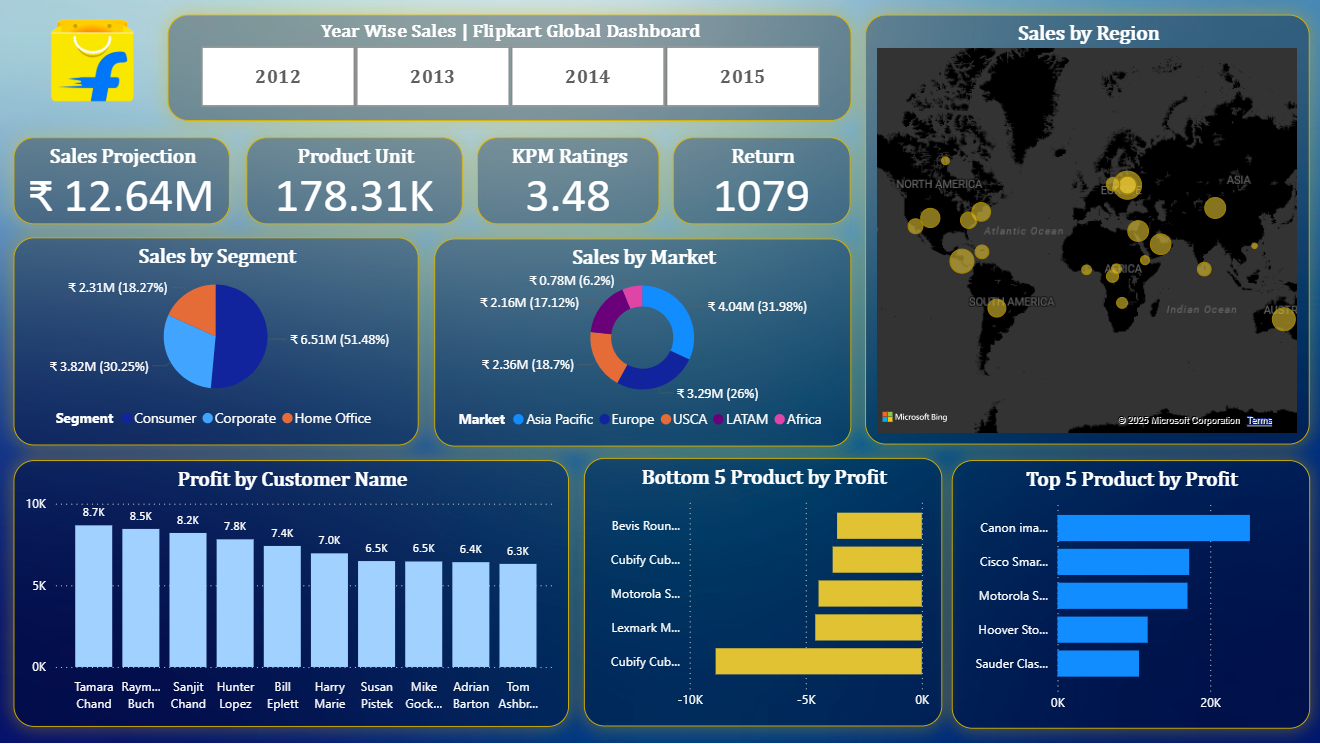 Year Wise Sales | Flipkart Global Dashboard
2012
2013
2014
2015
Sales Projection
₹ 12.64M
Product Unit
178.31K
KPM Ratings
3.48
Return
1079
Sales by Region
NORTH AMERICA
ASIA
Atlantic Ocean
AFRICA
SOUTH AMERICA
Indian Ocean
Microsoft Bing
© 2025 Microsoft Corporation Terms
Sales by Segment
₹ 2.31M (18.27%)
₹ 6.51M (51.48%)
₹ 3.82M (30.25%)
Segment Consumer Corporate Home Office
Sales by Market
₹ 0.78M (6.2%)
₹ 2.16M (17.12%)
₹ 4.04M (31.98%)
₹ 2.36M (18.7%)
₹ 3.29M (26%)
Market Asia Pacific Europe USCA LATAM Africa
Profit by Customer Name
10K
5K
0K
8.7K
8.5K
8.2K
7.8K
7.4K
7.0K
6.5K
6.5K
6.4K
6.3K
Tamara Chand
Raym... Buch
Sanjit Chand
Hunter Lopez
Bill Eplett
Harry Marie
Susan Pistek
Mike Gock...
Adrian Barton
Tom Ashbr...
Bottom 5 Product by Profit
Bevis Roun...
Cubify Cub...
Motorola S...
Lexmark M...
Cubify Cub...
-10K
-5K
0K
Top 5 Product by Profit
Canon ima...
Cisco Smar...
Motorola S...
Hoover Sto...
Sauder Clas...
0K
20K